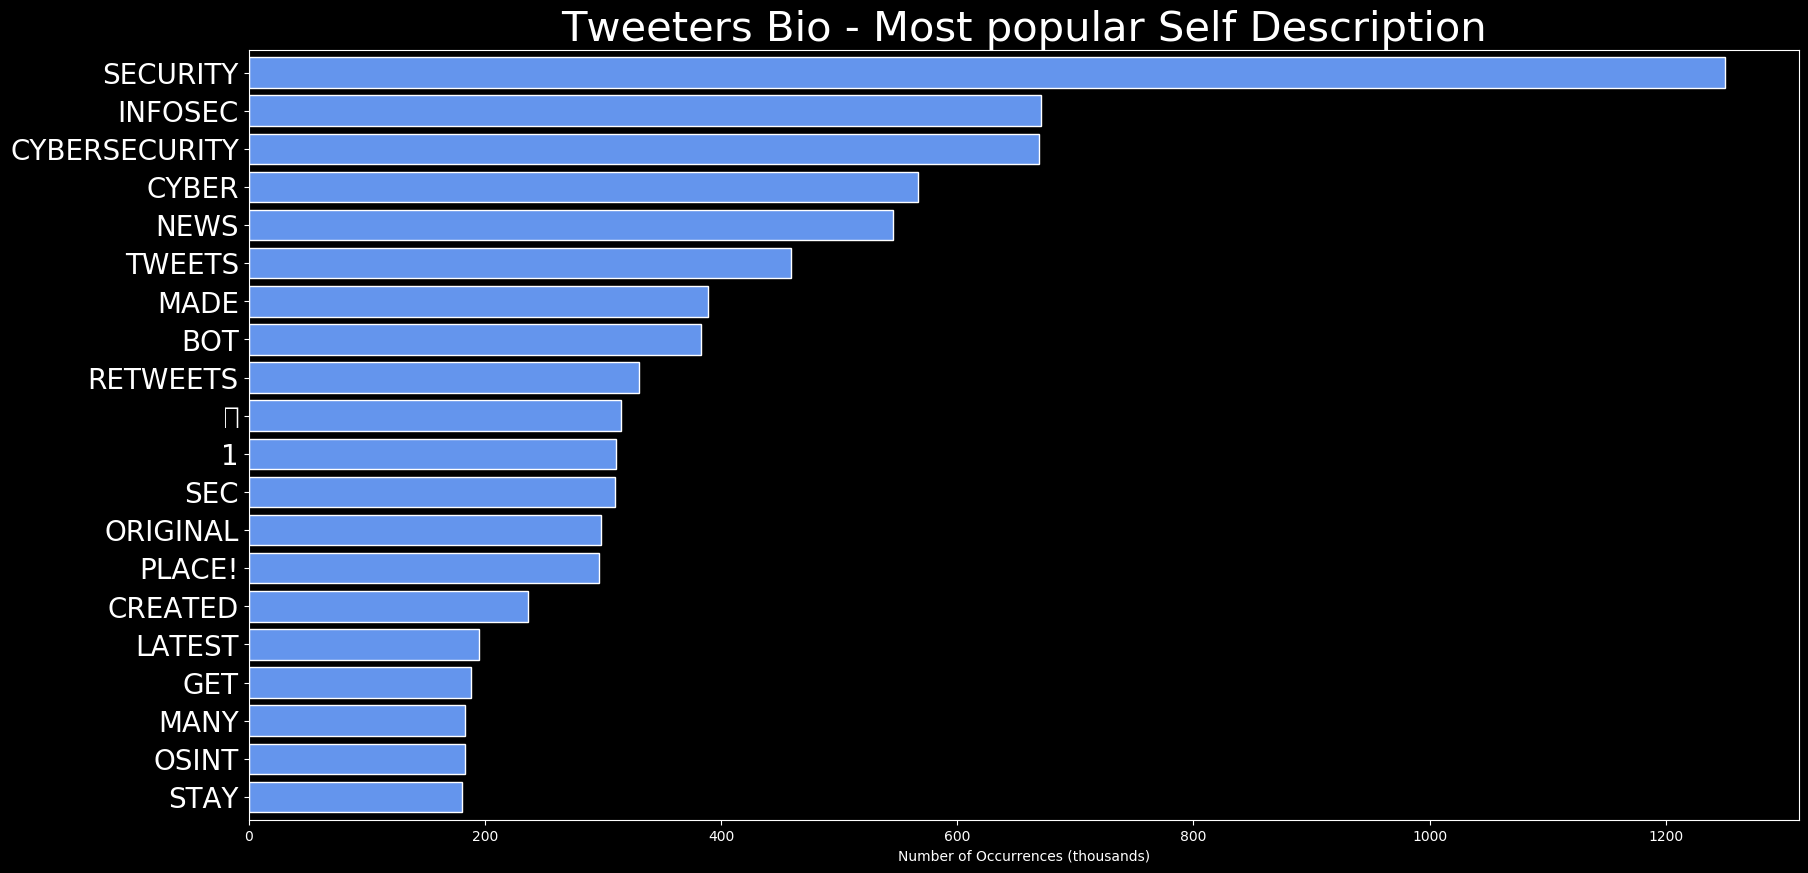 Tweeters Bio - Most popular Self Description
SECURITY
INFOSEC
CYBERSECURITY
CYBER
NEWS
TWEETS
MADE
BOT
RETWEETS
1
SEC
ORIGINAL
PLACE!
CREATED
LATEST
GET
MANY
OSINT
STAY
0 200 400 600 800 1000 1200
Number of Occurrences (thousands)